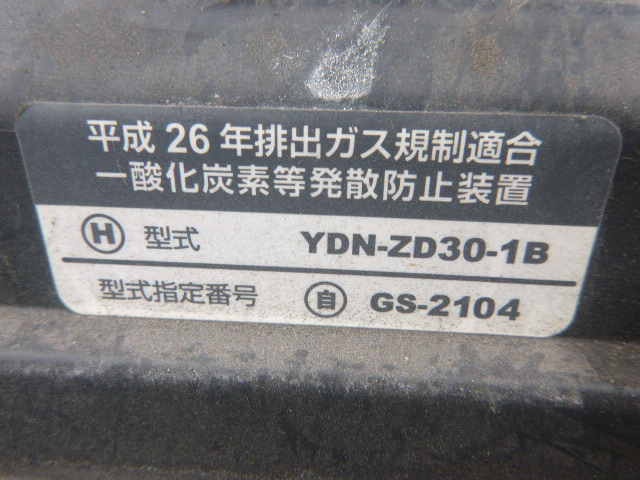 平成 26 年排出ガス規制適合
一酸化炭素等発散防止装置
Ⓗ 型式 YDN-ZD30-1B
型式指定番号 ㉂ GS-2104